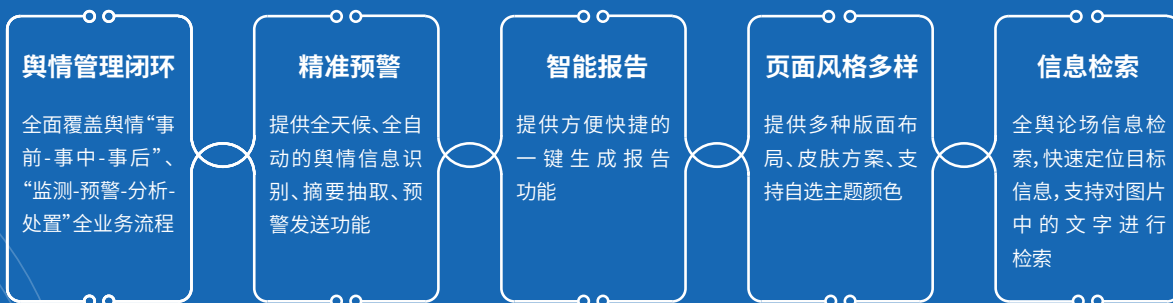 舆情管理闭环
全面覆盖舆情“事
前-事中-事后”、
“监测-预警-分析-
处置”全业务流程
精准预警
提供全天候、全自
动的舆情信息识
别、摘要抽取、预
警发送功能
智能报告
提供方便快捷的
一键生成报告
功能
页面风格多样
提供多种版面布
局、皮肤方案、支
持自选主题颜色
信息检索
全舆论场信息检
索,快速定位目标
信息,支持对图片
中的文字进行
检索